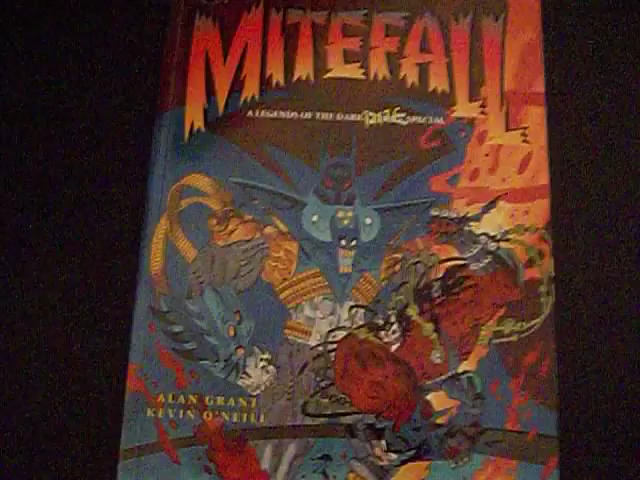 MITEFALL
A LEGENDS OF THE DARK MITE SPECIAL
ALAN GRANT
KEVIN O'NEILL